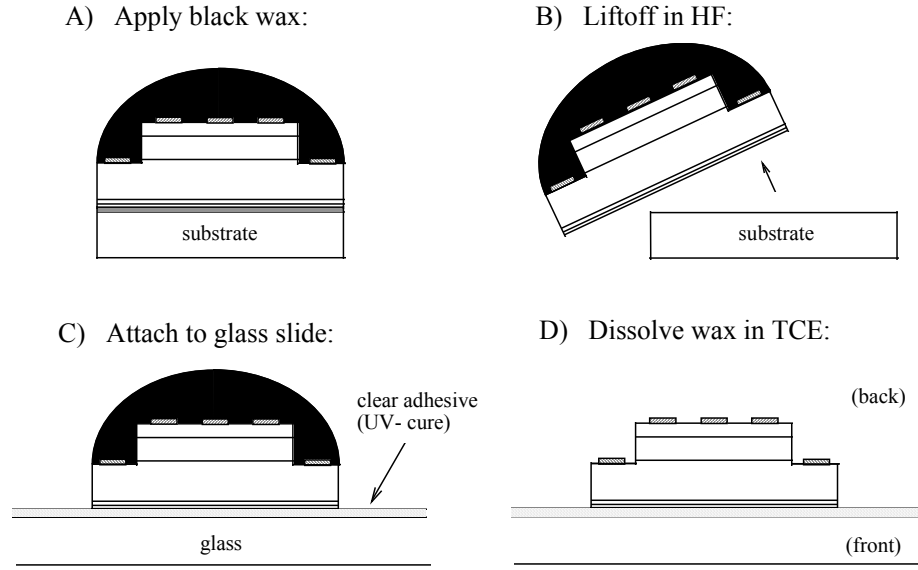 A) Apply black wax:
B) Liftoff in HF:
substrate
substrate
C) Attach to glass slide:
D) Dissolve wax in TCE:
clear adhesive
(UV- cure)
(back)
glass
(front)